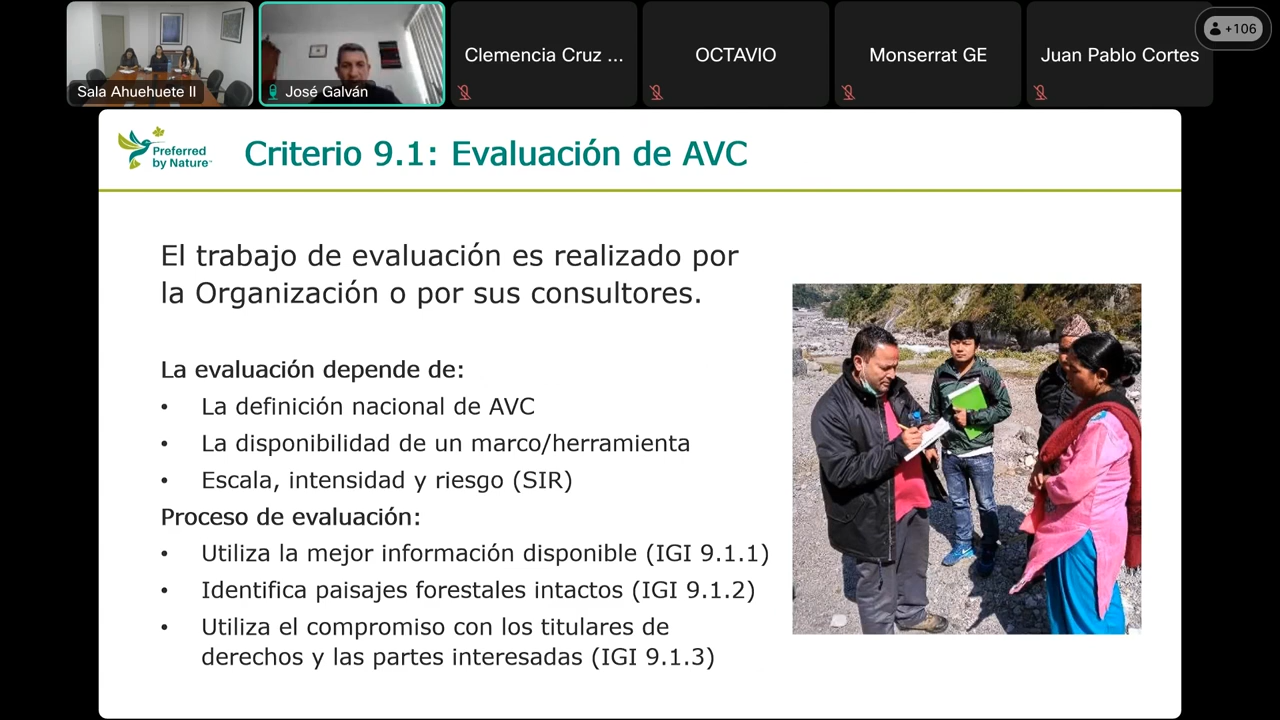 Sala Ahuehuete II
José Galván
Clemencia Cruz ...
OCTAVIO
Monserrat GE
Juan Pablo Cortes
+106
Preferred
by Nature™
Criterio 9.1: Evaluación de AVC
El trabajo de evaluación es realizado por
la Organización o por sus consultores.
La evaluación depende de:
• La definición nacional de AVC
• La disponibilidad de un marco/herramienta
• Escala, intensidad y riesgo (SIR)
Proceso de evaluación:
• Utiliza la mejor información disponible (IGI 9.1.1)
• Identifica paisajes forestales intactos (IGI 9.1.2)
• Utiliza el compromiso con los titulares de
derechos y las partes interesadas (IGI 9.1.3)